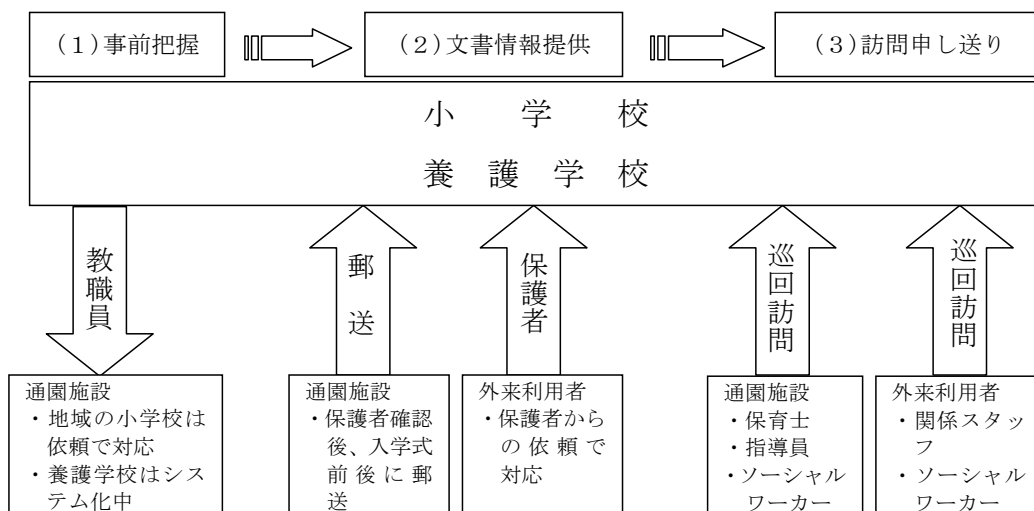 (1)事前把握
(2)文書情報提供
(3)訪問申し送り
小学校
養護学校
教職員
郵送
保護者
巡回訪問
巡回訪問
通園施設
・地域の小学校は
依頼で対応
・養護学校はシス
テム化中
通園施設
・保護者確認
後、入学式
前後に郵
送
外来利用者
・保護者から
の依頼で
対応
通園施設
・保育士
・指導員
・ソーシャル
ワーカー
外来利用者
・関係スタッ
フ
・ソーシャル
ワーカー